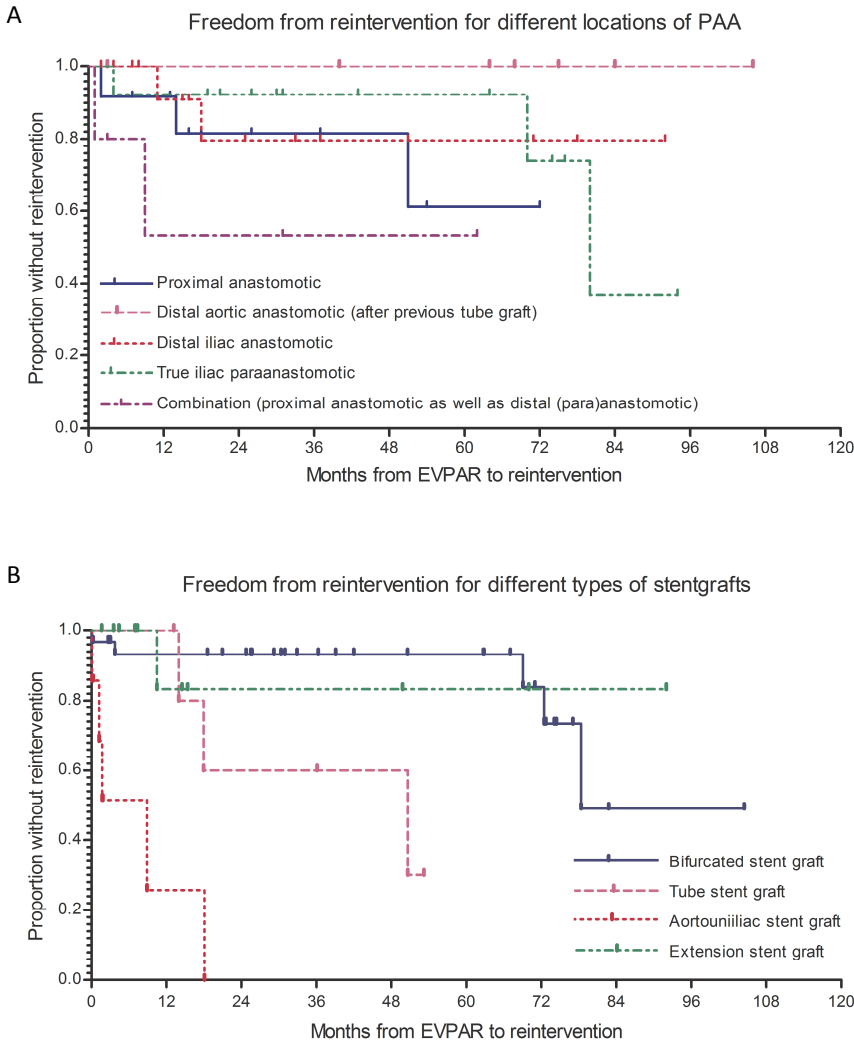 A
Freedom from reintervention for different locations of PAA
1.0
0.8
0.6
0.4
0.2
0.0
Proportion without reintervention
Proximal anastomotic
Distal aortic anastomotic (after previous tube graft)
Distal iliac anastomotic
True iliac paraanastomotic
Combination (proximal anastomotic as well as distal (para)anastomotic)
0 12 24 36 48 60 72 84 96 108 120
Months from EVPAR to reintervention
B
Freedom from reintervention for different types of stentgrafts
1.0
0.8
0.6
0.4
0.2
0.0
Proportion without reintervention
Bifurcated stent graft
Tube stent graft
Aortouniiliac stent graft
Extension stent graft
0 12 24 36 48 60 72 84 96 108 120
Months from EVPAR to reintervention